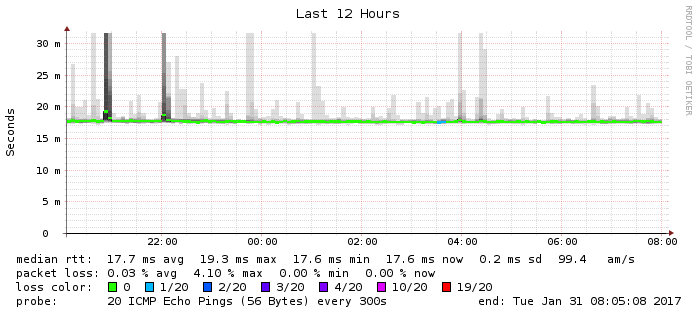 Last 12 Hours
RRDTOOL / TOBI OETIKER
Seconds
30 m
25 m
20 m
15 m
10 m
5 m
0
22:00 00:00 02:00 04:00 06:00 08:00
median rtt: 17.7 ms avg 19.3 ms max 17.6 ms min 17.6 ms now 0.2 ms sd 99.4 am/s
packet loss: 0.03 % avg 4.10 % max 0.00 % min 0.00 % now
loss color: 0 1/20 2/20 3/20 4/20 10/20 19/20
probe: 20 ICMP Echo Pings (56 Bytes) every 300s end: Tue Jan 31 08:05:08 2017